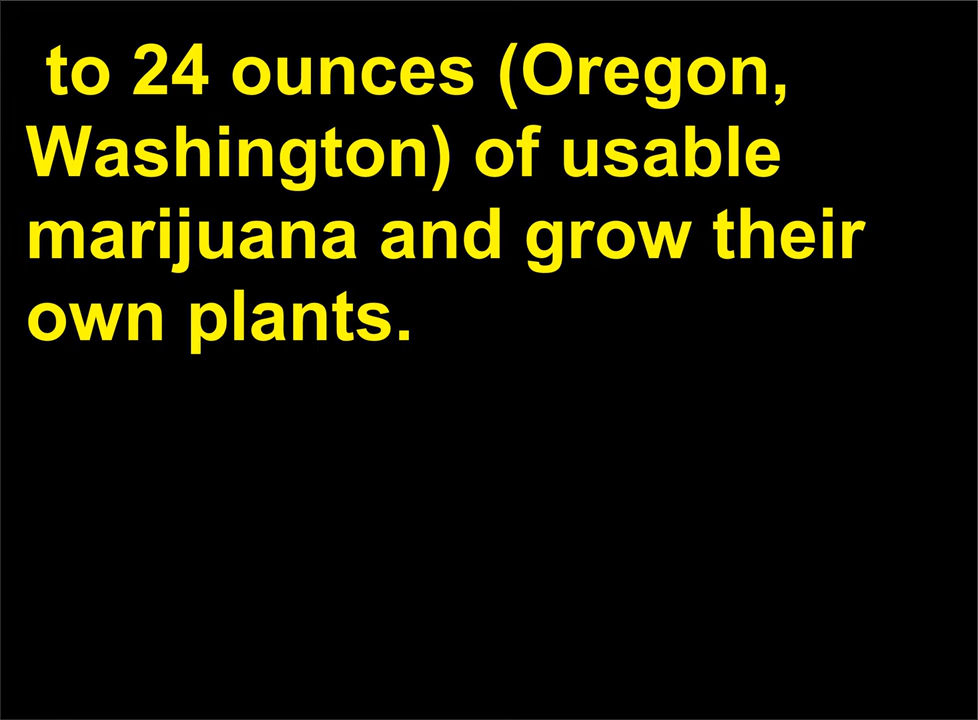 to 24 ounces (Oregon,
Washington) of usable
marijuana and grow their
own plants.